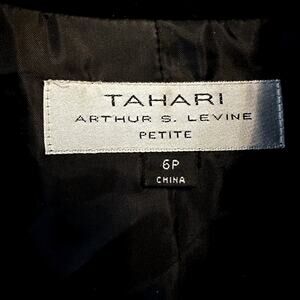 TAHARI
ARTHUR S. LEVINE
PETITE
6P
CHINA